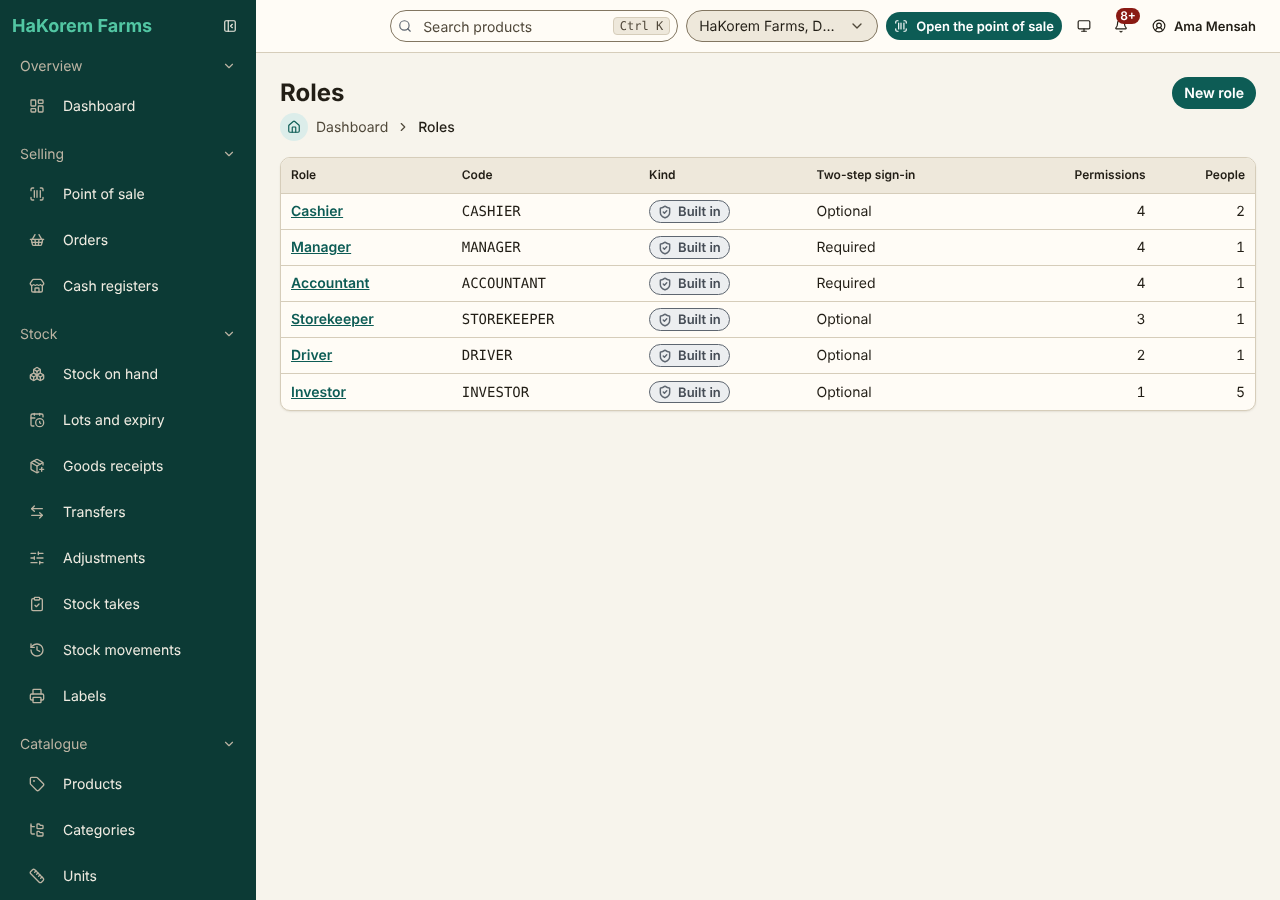 HaKorem Farms
Search products
Ctrl K
HaKorem Farms, D...
Open the point of sale
8+
Ama Mensah
Overview
Dashboard
Selling
Point of sale
Orders
Cash registers
Stock
Stock on hand
Lots and expiry
Goods receipts
Transfers
Adjustments
Stock takes
Stock movements
Labels
Catalogue
Products
Categories
Units
Roles
New role
Dashboard > Roles
Role Code Kind Two-step sign-in Permissions People
Cashier CASHIER Built in Optional 4 2
Manager MANAGER Built in Required 4 1
Accountant ACCOUNTANT Built in Required 4 1
Storekeeper STOREKEEPER Built in Optional 3 1
Driver DRIVER Built in Optional 2 1
Investor INVESTOR Built in Optional 1 5